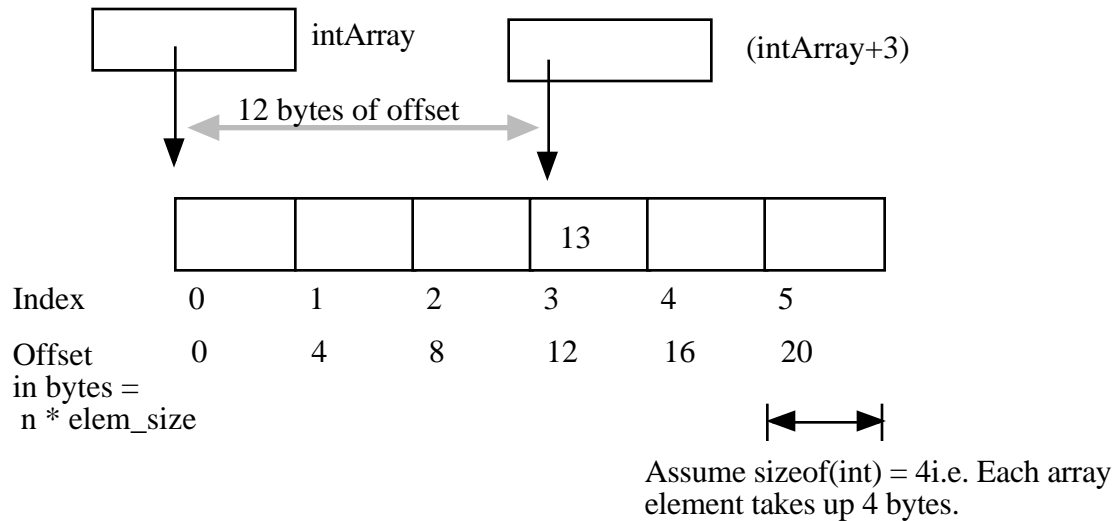 intArray
(intArray+3)
12 bytes of offset
13
Index 0 1 2 3 4 5
Offset 0 4 8 12 16 20
in bytes =
n * elem_size
Assume sizeof(int) = 4i.e. Each array
element takes up 4 bytes.